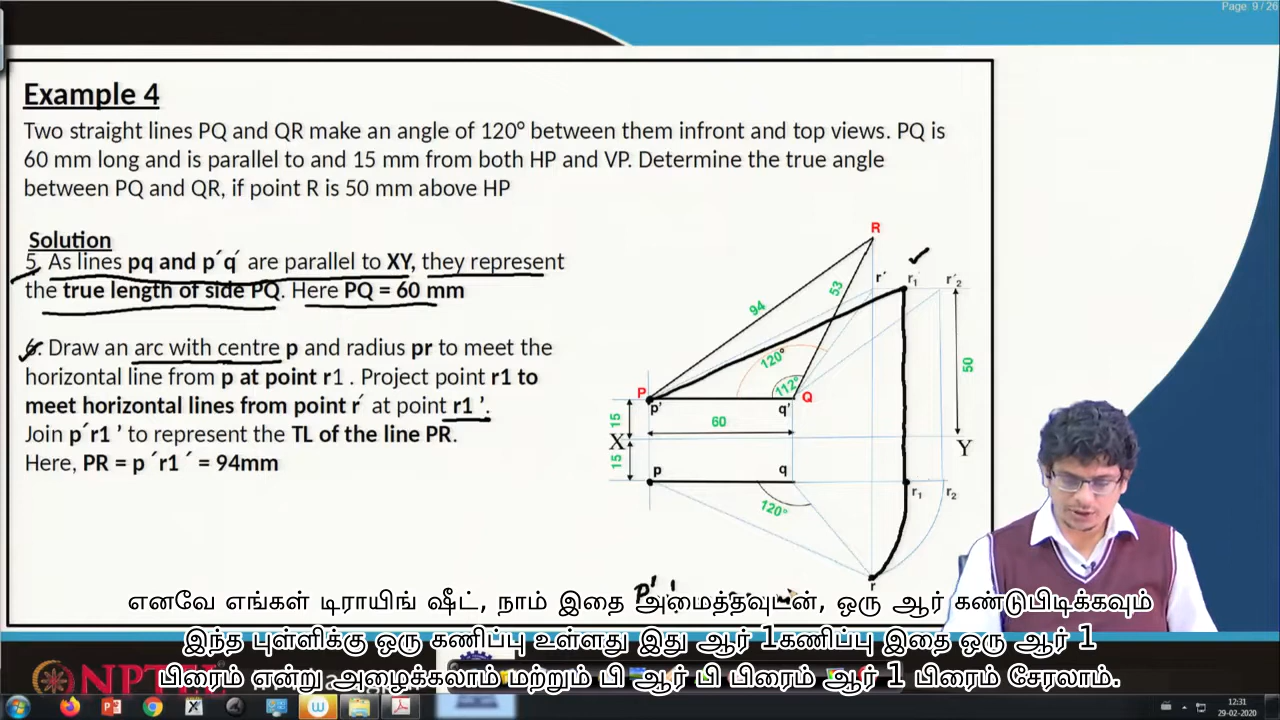 Page: 9 / 26
Example 4
Two straight lines PQ and QR make an angle of 120° between them infront and top views. PQ is
60 mm long and is parallel to and 15 mm from both HP and VP. Determine the true angle
between PQ and QR, if point R is 50 mm above HP
Solution
5. As lines pq and p´q´ are parallel to XY, they represent
the true length of side PQ. Here PQ = 60 mm
6. Draw an arc with centre p and radius pr to meet the
horizontal line from p at point r1 . Project point r1 to
meet horizontal lines from point r´ at point r1 ’.
Join p´r1 ’ to represent the TL of the line PR.
Here, PR = p ´r1 ´ = 94mm
R
r´ r₁ r´₂
94 53
120° 112° 50
P Q
p' q'
15 60
X Y
15
p q
120° r₁ r₂
r
p'
எனவே எங்கள் டிராயிங் ஷீட், நாம் இதை அமைத்தவுடன், ஒரு ஆர் கண்டுபிடிக்கவும்
இந்த புள்ளிக்கு ஒரு கணிப்பு உள்ளது இது ஆர் 1கணிப்பு இதை ஒரு ஆர் 1
பிரைம் என்று அழைக்கலாம் மற்றும் பி ஆர் பி பிரைம் ஆர் 1 பிரைம் சேரலாம்.
NPTEL
12:31
29-02-2020